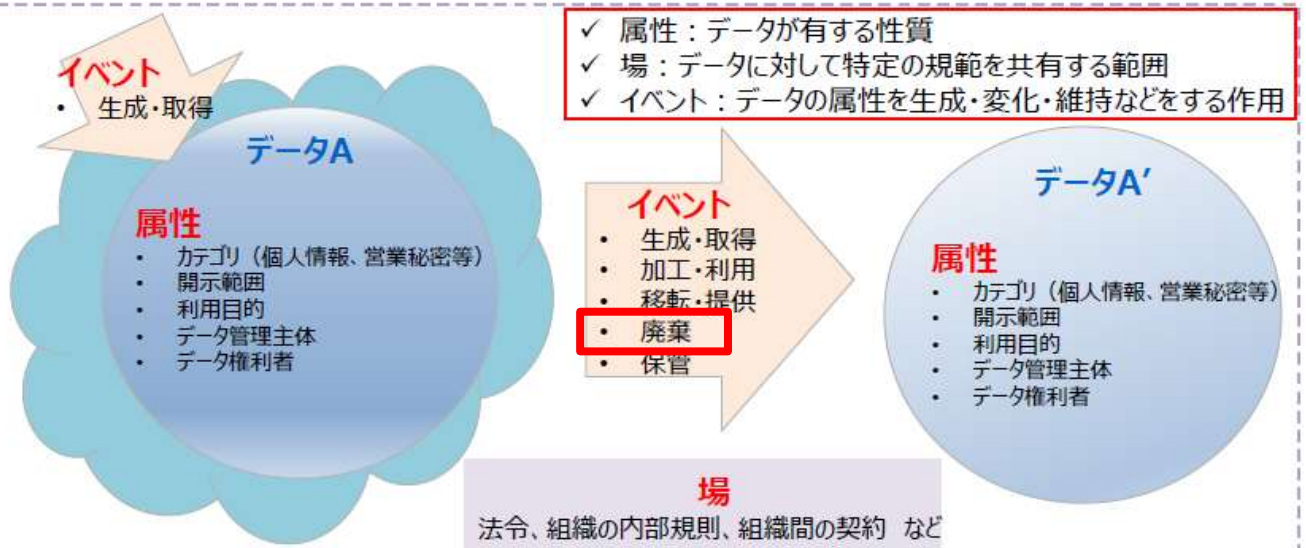 イベント
• 生成・取得
データA
属性
• カテゴリ（個人情報、営業秘密等）
• 開示範囲
• 利用目的
• データ管理主体
• データ権利者
✓ 属性：データが有する性質
✓ 場：データに対して特定の規範を共有する範囲
✓ イベント：データの属性を生成・変化・維持などをする作用
イベント
• 生成・取得
• 加工・利用
• 移転・提供
• 廃棄
• 保管
データA′
属性
• カテゴリ（個人情報、営業秘密等）
• 開示範囲
• 利用目的
• データ管理主体
• データ権利者
場
法令、組織の内部規則、組織間の契約 など